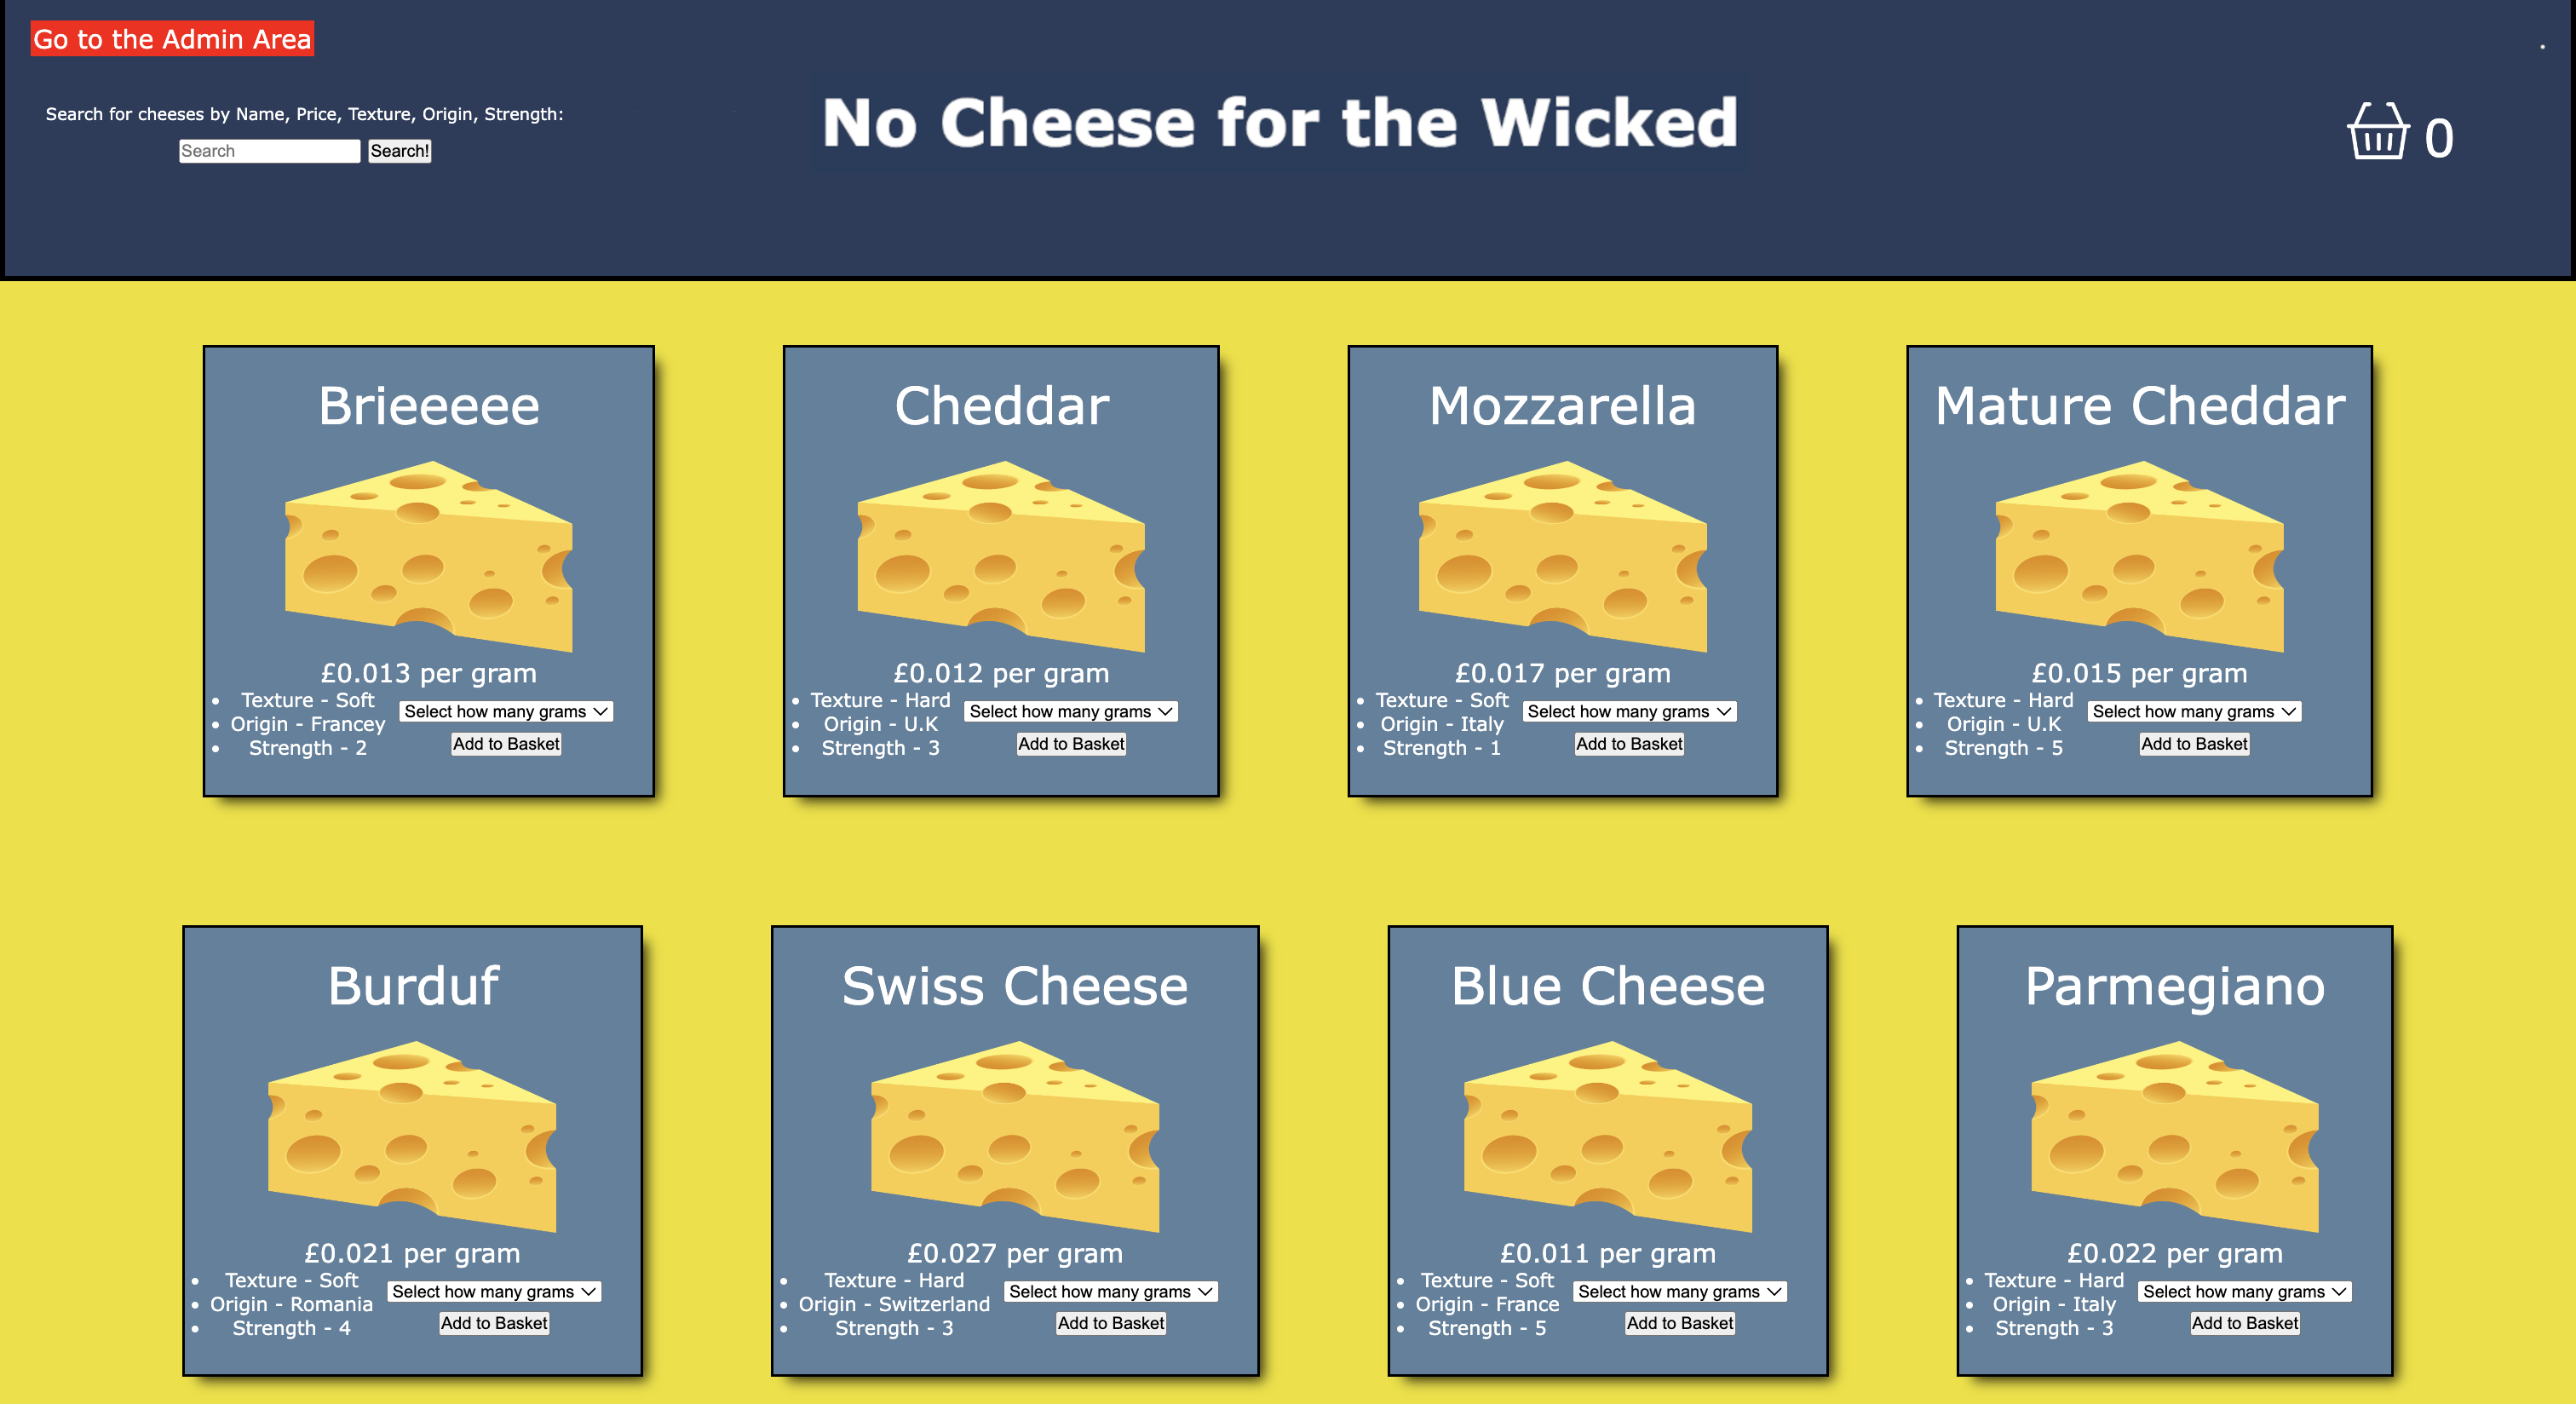 Go to the Admin Area
Search for cheeses by Name, Price, Texture, Origin, Strength:
Search Search!
No Cheese for the Wicked
0
Brieeeee
£0.013 per gram
Texture - Soft
Origin - Francey
Strength - 2
Select how many grams
Add to Basket
Cheddar
£0.012 per gram
Texture - Hard
Origin - U.K
Strength - 3
Select how many grams
Add to Basket
Mozzarella
£0.017 per gram
Texture - Soft
Origin - Italy
Strength - 1
Select how many grams
Add to Basket
Mature Cheddar
£0.015 per gram
Texture - Hard
Origin - U.K
Strength - 5
Select how many grams
Add to Basket
Burduf
£0.021 per gram
Texture - Soft
Origin - Romania
Strength - 4
Select how many grams
Add to Basket
Swiss Cheese
£0.027 per gram
Texture - Hard
Origin - Switzerland
Strength - 3
Select how many grams
Add to Basket
Blue Cheese
£0.011 per gram
Texture - Soft
Origin - France
Strength - 5
Select how many grams
Add to Basket
Parmegiano
£0.022 per gram
Texture - Hard
Origin - Italy
Strength - 3
Select how many grams
Add to Basket